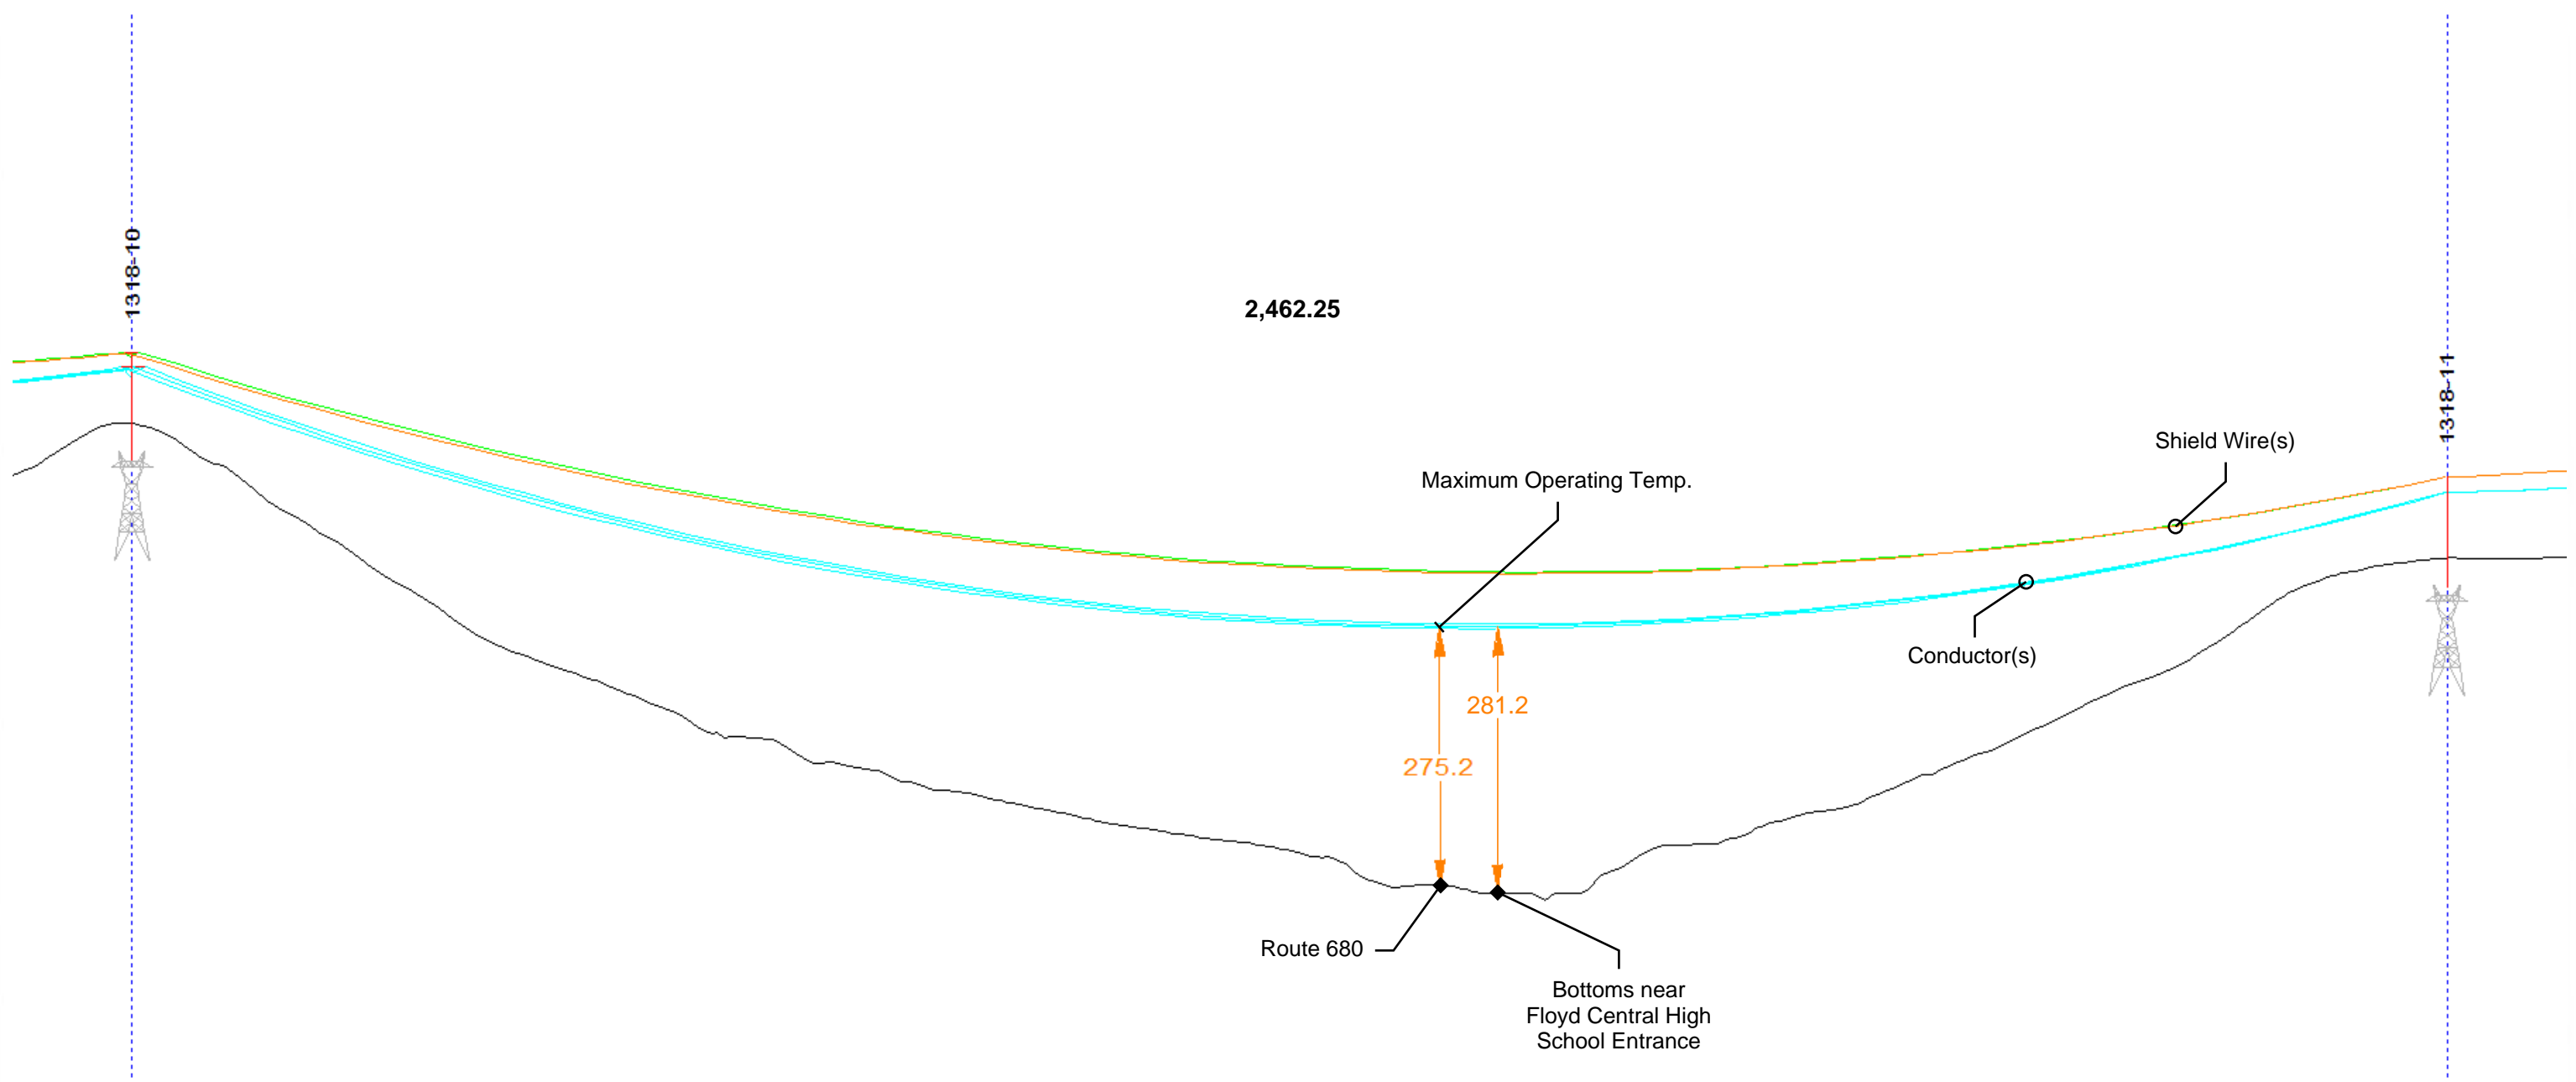 1318-10
2,462.25
1318-11
Shield Wire(s)
Maximum Operating Temp.
Conductor(s)
281.2
275.2
Route 680
Bottoms near
Floyd Central High
School Entrance